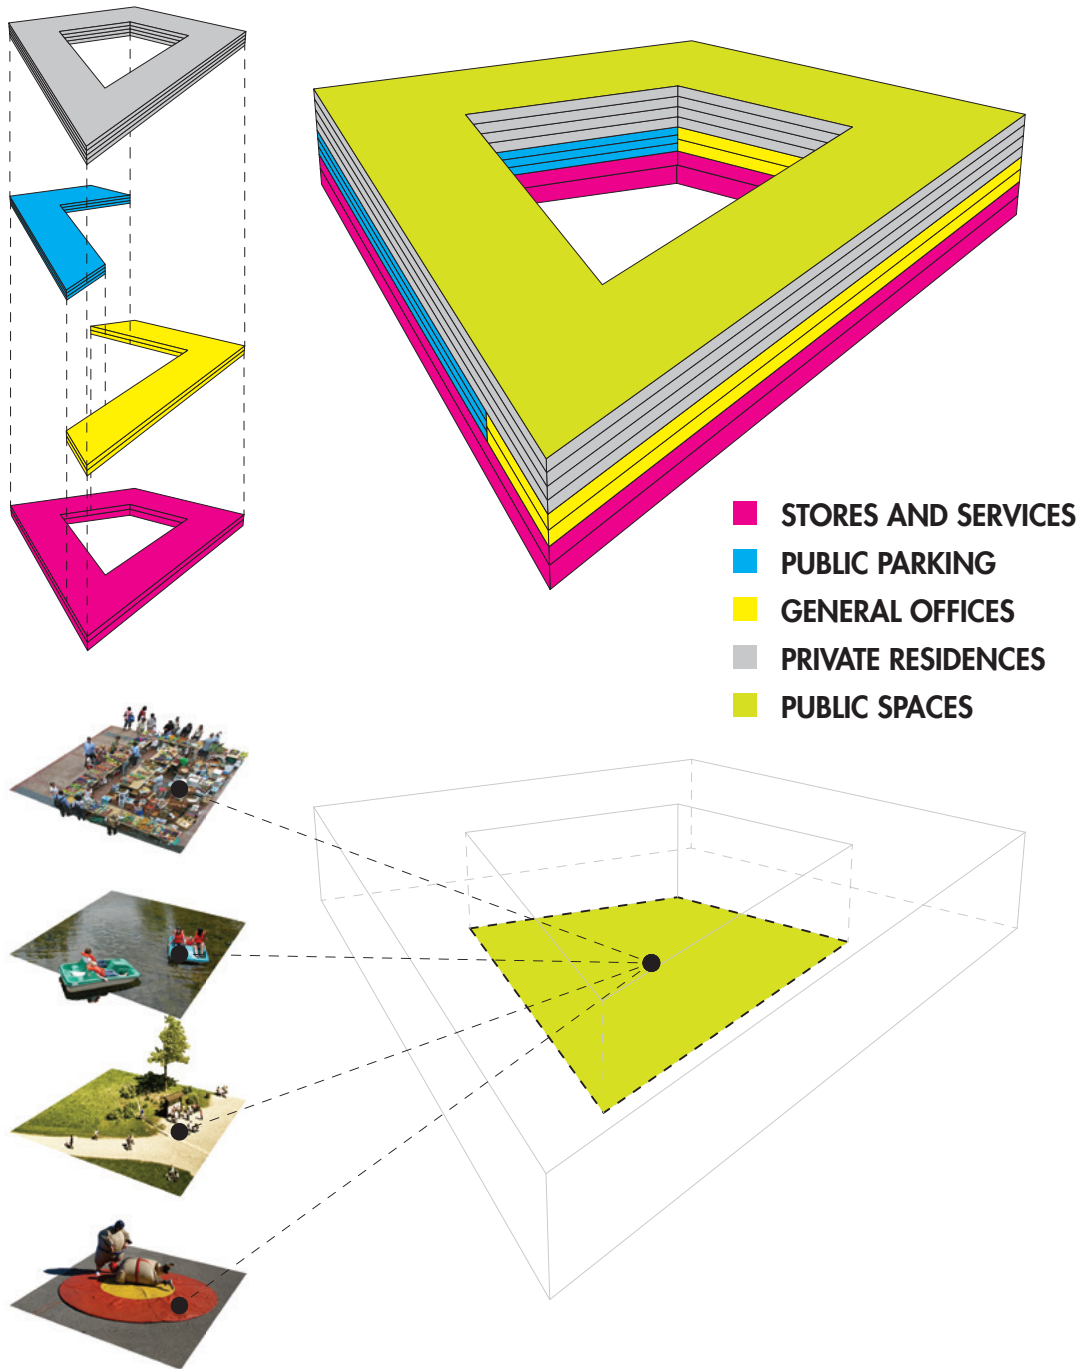 STORES AND SERVICES
PUBLIC PARKING
GENERAL OFFICES
PRIVATE RESIDENCES
PUBLIC SPACES